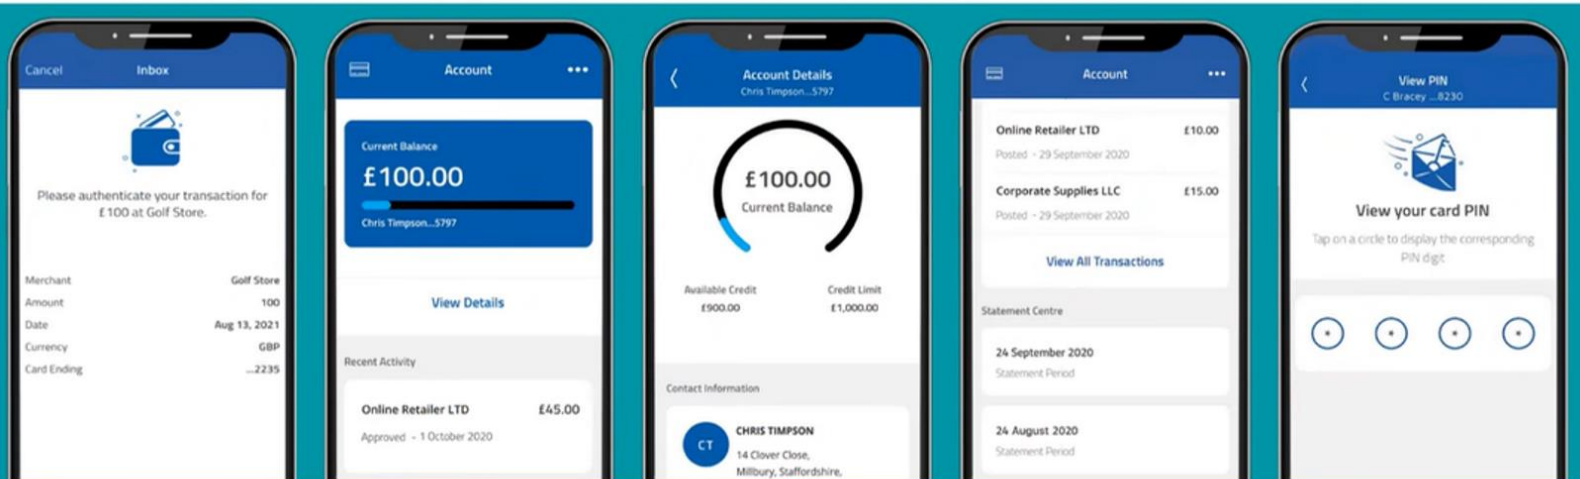 Cancel Inbox
Please authenticate your transaction for
£100 at Golf Store.
Merchant Golf Store
Amount 100
Date Aug 13, 2021
Currency GBP
Card Ending ...2235
Account
Current Balance
£100.00
Chris Timpson...5797
View Details
Recent Activity
Online Retailer LTD £45.00
Approved - 1 October 2020
Account Details
Chris Timpson...5797
£100.00
Current Balance
Available Credit Credit Limit
£900.00 £1,000.00
Contact Information
CT
CHRIS TIMPSON
14 Clover Close,
Millbury, Staffordshire,
Account
Online Retailer LTD £10.00
Posted - 29 September 2020
Corporate Supplies LLC £15.00
Posted - 29 September 2020
View All Transactions
Statement Centre
24 September 2020
Statement Period
24 August 2020
Statement Period
View PIN
C Bracey ...8230
View your card PIN
Tap on a circle to display the corresponding
PIN digit
* * * *